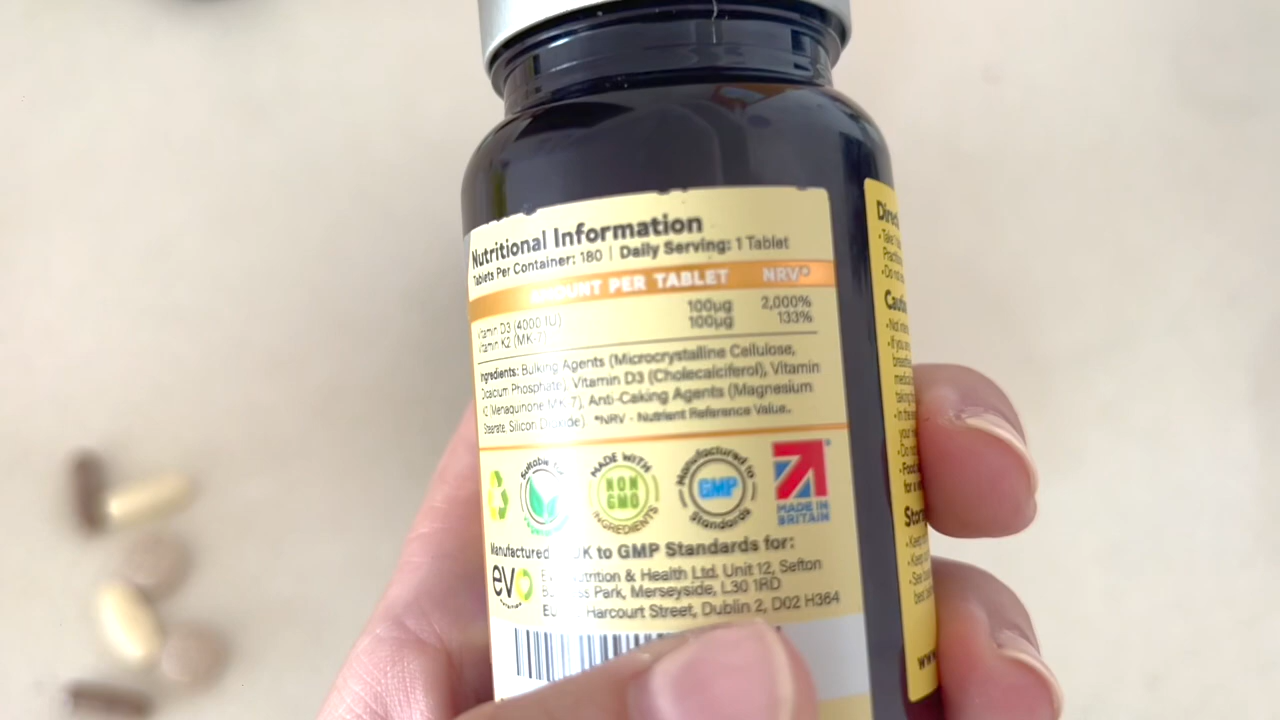 Nutritional Information
Tablets Per Container: 180 | Daily Serving: 1 Tablet
PER TABLET NRV*
Vitamin D3 (4000 IU) 100µg 2,000%
Vitamin K2 (MK-7) 100µg 133%
Ingredients: Bulking Agents (Microcrystalline Cellulose,
Dicalcium Phosphate), Vitamin D3 (Cholecalciferol), Vitamin
K2 (Menaquinone MK-7), Anti-Caking Agents (Magnesium
Stearate, Silicon Dioxide) *NRV - Nutrient Reference Value..
Suitable for
MADE WITH
NON
GMO
INGREDIENTS
Manufactured to
GMP
Standards
MADE IN
BRITAIN
Manufactured UK to GMP Standards for:
evo
& Health Ltd. Unit 12, Sefton
Park, Merseyside, L30 1RD
Harcourt Street, Dublin 2, D02 H364